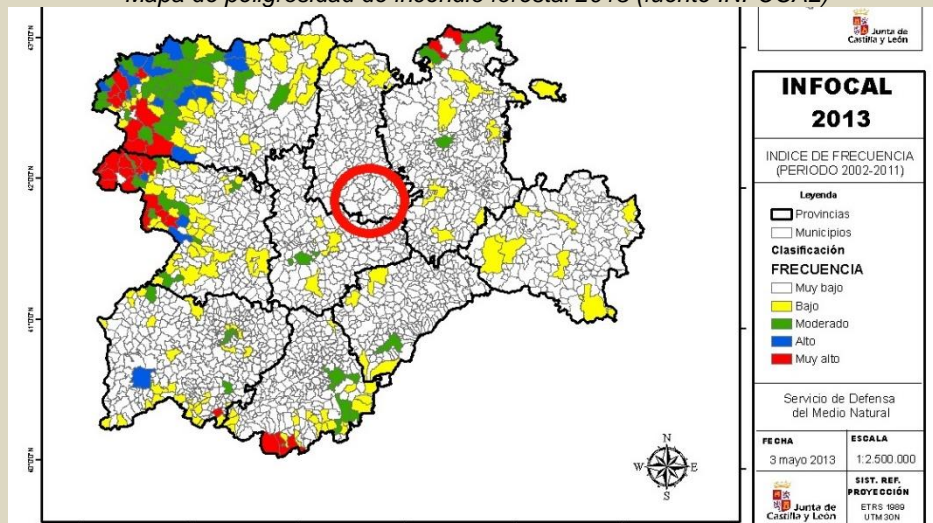 Mapa de peligrosidad de incendio forestal 2013 (fuente INFOCAL)
Junta de
Castilla y León
INFOCAL
2013
INDICE DE FRECUENCIA
(PERIODO 2002-2011)
Leyenda
Provincias
Municipios
Clasificación
FRECUENCIA
Muy bajo
Bajo
Moderado
Alto
Muy alto
Servicio de Defensa
del Medio Natural
FECHA
3 mayo 2013
ESCALA
1:2.500.000
Junta de
Castilla y León
SIST. REF.
PROYECCIÓN
ETRS 1989
UTM 30N
N
W E
S